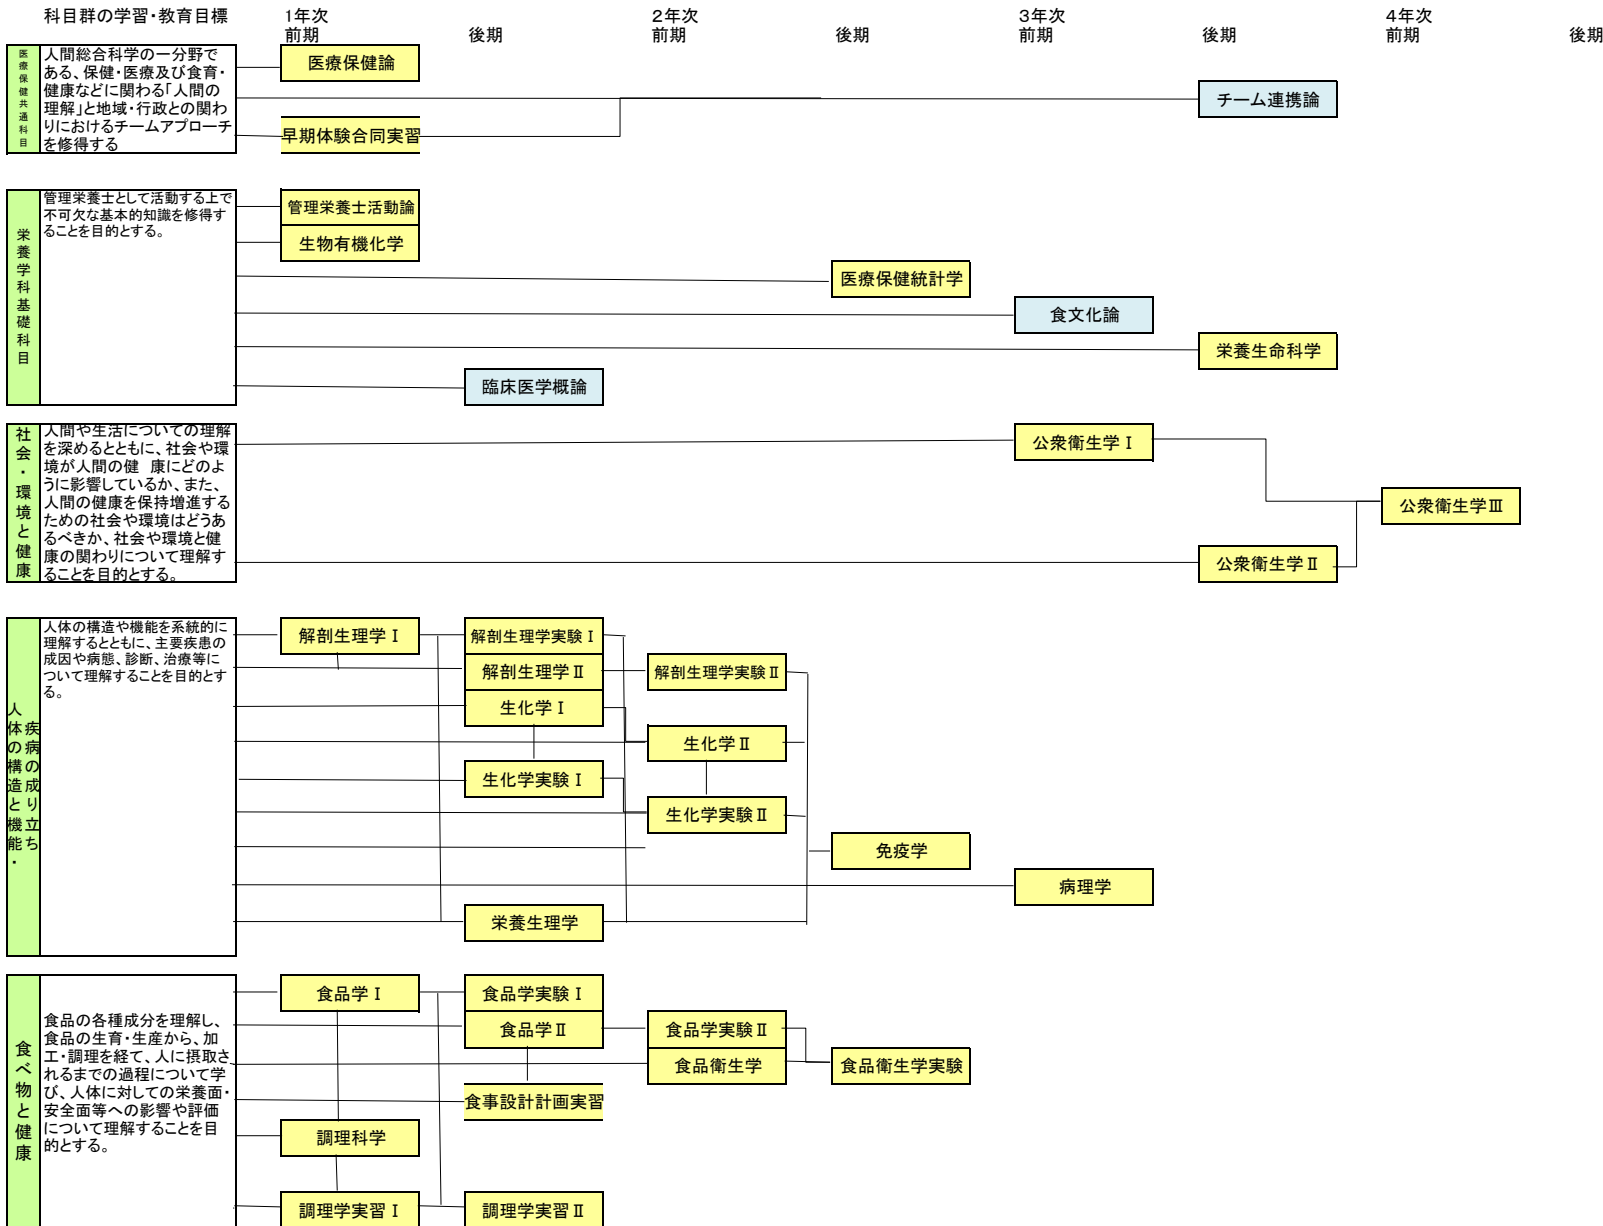 科目群の学習・教育目標
1年次
2年次
3年次
4年次
前期
後期
前期
後期
前期
後期
前期
後期
医療保健共通科目
人間総合科学の一分野で
ある、保健・医療及び食育・
健康などに関わる「人間の
理解」と地域・行政との関わ
りにおけるチームアプローチ
を修得する
医療保健論
チーム連携論
早期体験合同実習
栄養学科基礎科目
管理栄養士として活動する上で
不可欠な基本的知識を修得す
ることを目的とする。
管理栄養士活動論
生物有機化学
医療保健統計学
食文化論
栄養生命科学
臨床医学概論
社会・環境と健康
人間や生活についての理解
を深めるとともに、社会や環
境が人間の健 康にどのよ
うに影響しているか、また、
人間の健康を保持増進する
ための社会や環境はどうあ
るべきか、社会や環境と健
康の関わりについて理解す
ることを目的とする。
公衆衛生学Ⅰ
公衆衛生学Ⅲ
公衆衛生学Ⅱ
人体の構造と機能・
疾病の成り立ち
人体の構造や機能を系統的に
理解するとともに、主要疾患の
成因や病態、診断、治療等に
ついて理解することを目的とす
る。
解剖生理学Ⅰ
解剖生理学実験Ⅰ
解剖生理学Ⅱ
解剖生理学実験Ⅱ
生化学Ⅰ
生化学Ⅱ
生化学実験Ⅰ
生化学実験Ⅱ
免疫学
病理学
栄養生理学
食べ物と健康
食品の各種成分を理解し、
食品の生育・生産から、加
工・調理を経て、人に摂取さ
れるまでの過程について学
び、人体に対しての栄養面・
安全面等への影響や評価
について理解することを目
的とする。
食品学Ⅰ
食品学実験Ⅰ
食品学Ⅱ
食品学実験Ⅱ
食品衛生学
食品衛生学実験
食事設計計画実習
調理科学
調理学実習Ⅰ
調理学実習Ⅱ